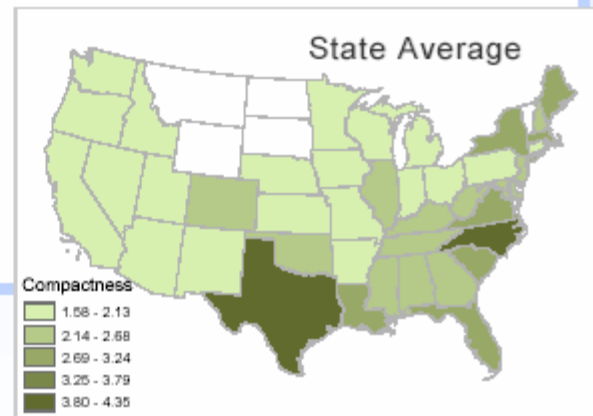 State Average
Compactness
1.58 - 2.13
2.14 - 2.68
2.69 - 3.24
3.25 - 3.79
3.80 - 4.35